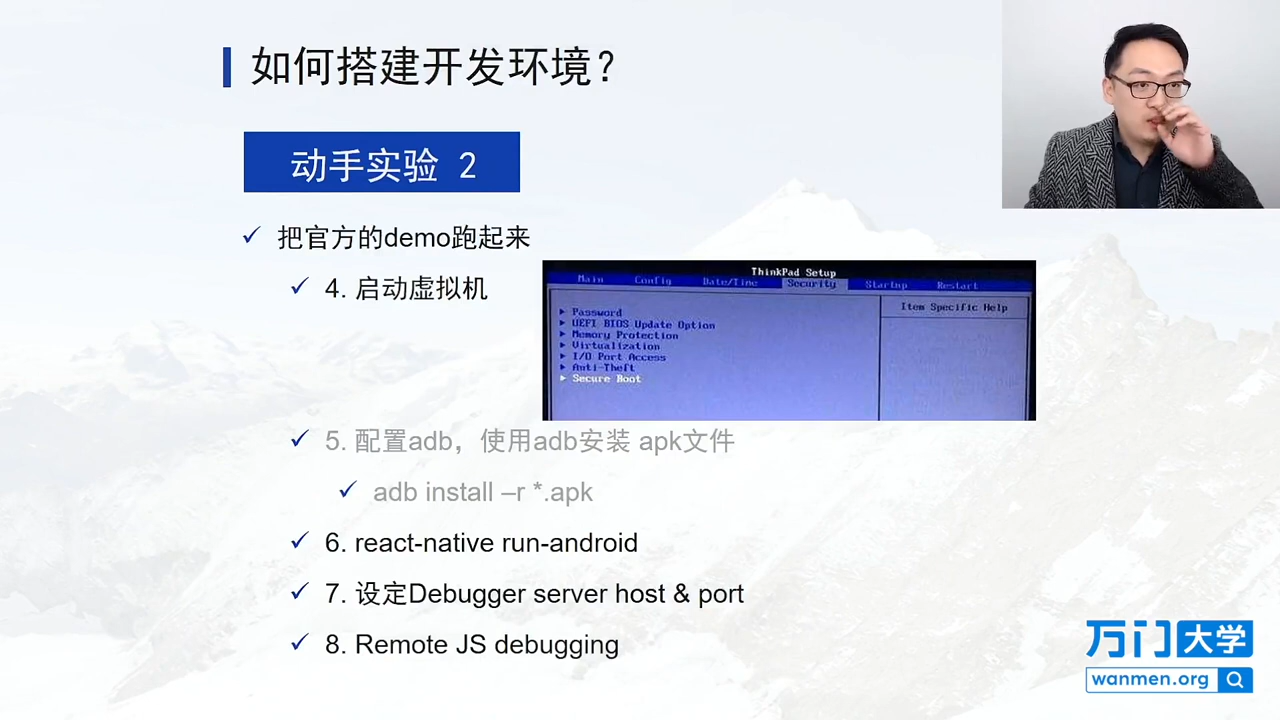 如何搭建开发环境？
动手实验 2
把官方的demo跑起来
4. 启动虚拟机
ThinkPad Setup
Main Config Date/Time Security Startup Restart
Item Specific Help
Password
UEFI BIOS Update Option
Memory Protection
Virtualization
I/O Port Access
Anti-Theft
Secure Boot
5. 配置adb，使用adb安装 apk文件
adb install –r *.apk
6. react-native run-android
7. 设定Debugger server host & port
8. Remote JS debugging
万门大学
wanmen.org